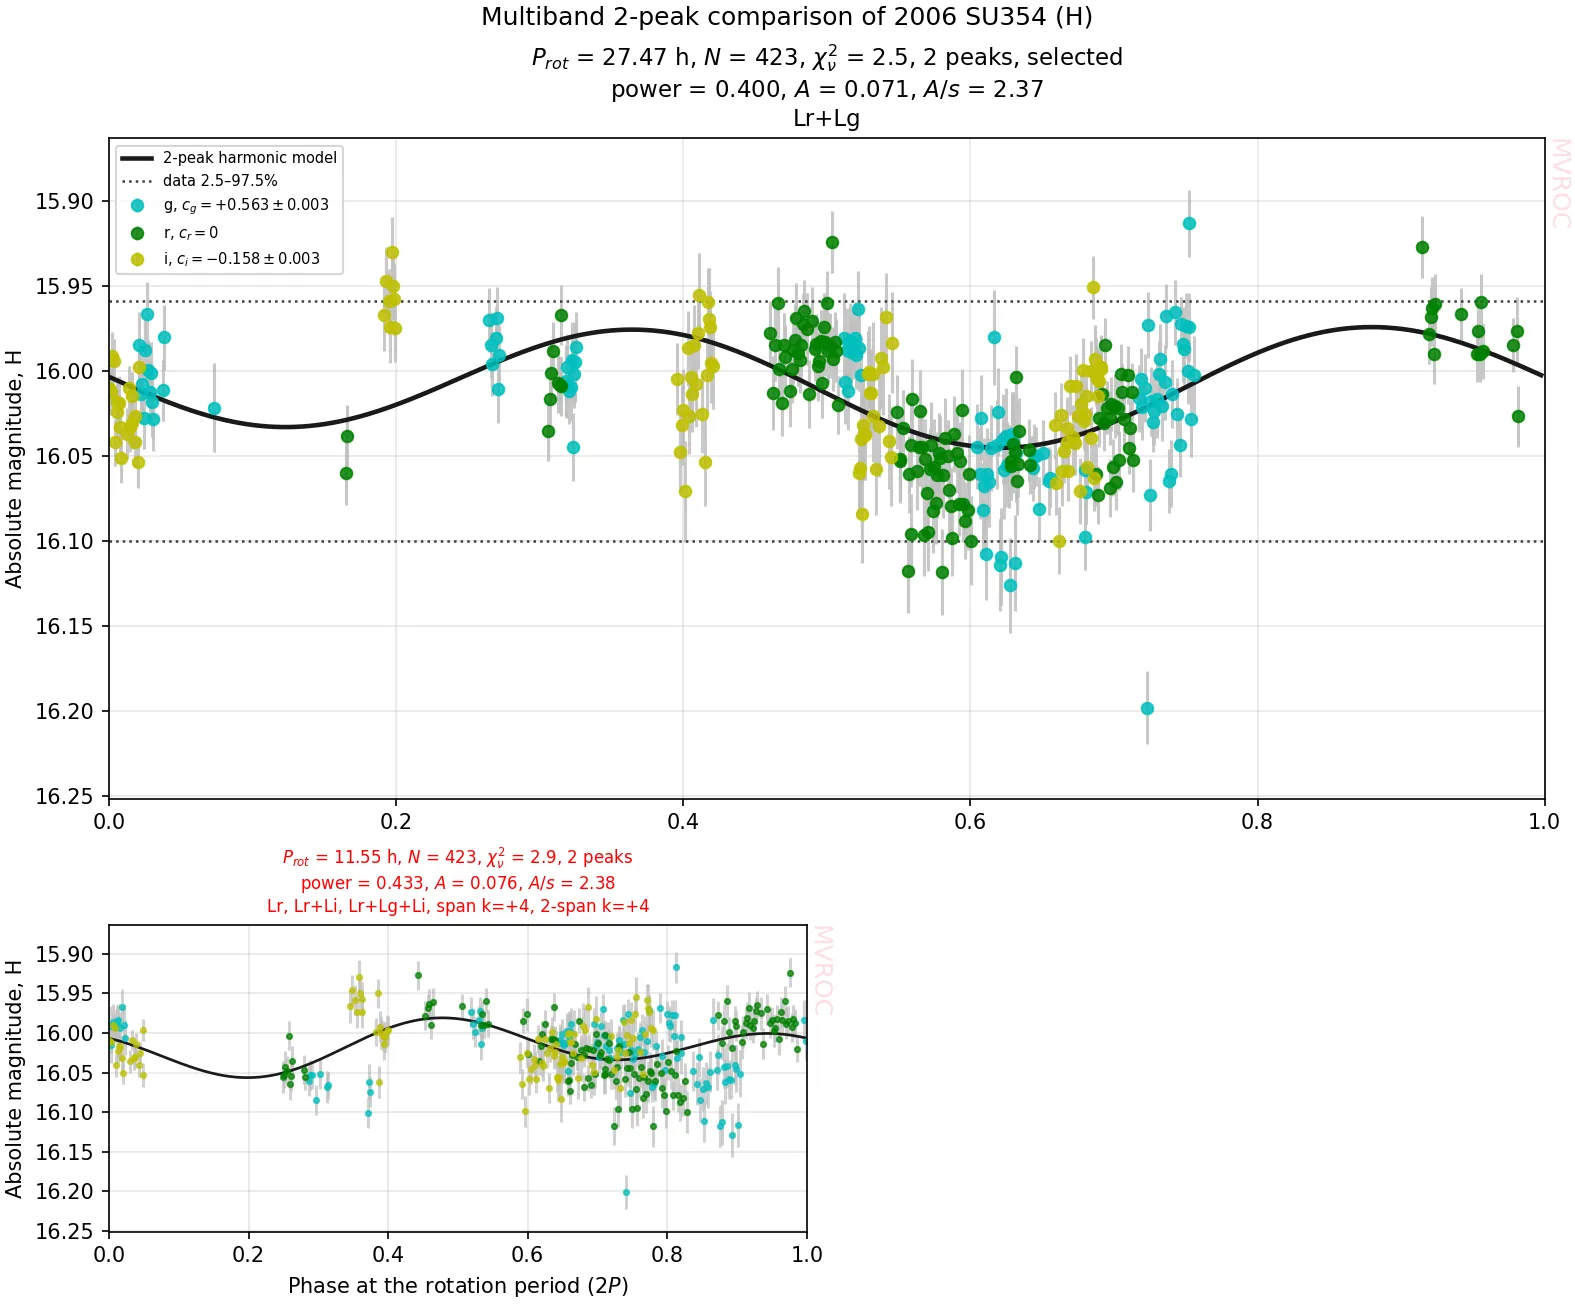 Multiband 2-peak comparison of 2006 SU354 (H)
P_rot = 27.47 h, N = 423, χ²_ν = 2.5, 2 peaks, selected
power = 0.400, A = 0.071, A/s = 2.37
Lr+Lg
MVROC
2-peak harmonic model
data 2.5–97.5%
g, c_g = +0.563 ± 0.003
r, c_r = 0
i, c_i = −0.158 ± 0.003
Absolute magnitude, H
15.90
15.95
16.00
16.05
16.10
16.15
16.20
16.25
0.0 0.2 0.4 0.6 0.8 1.0
P_rot = 11.55 h, N = 423, χ²_ν = 2.9, 2 peaks
power = 0.433, A = 0.076, A/s = 2.38
Lr, Lr+Li, Lr+Lg+Li, span k=+4, 2-span k=+4
MVROC
Absolute magnitude, H
15.90
15.95
16.00
16.05
16.10
16.15
16.20
16.25
0.0 0.2 0.4 0.6 0.8 1.0
Phase at the rotation period (2P)